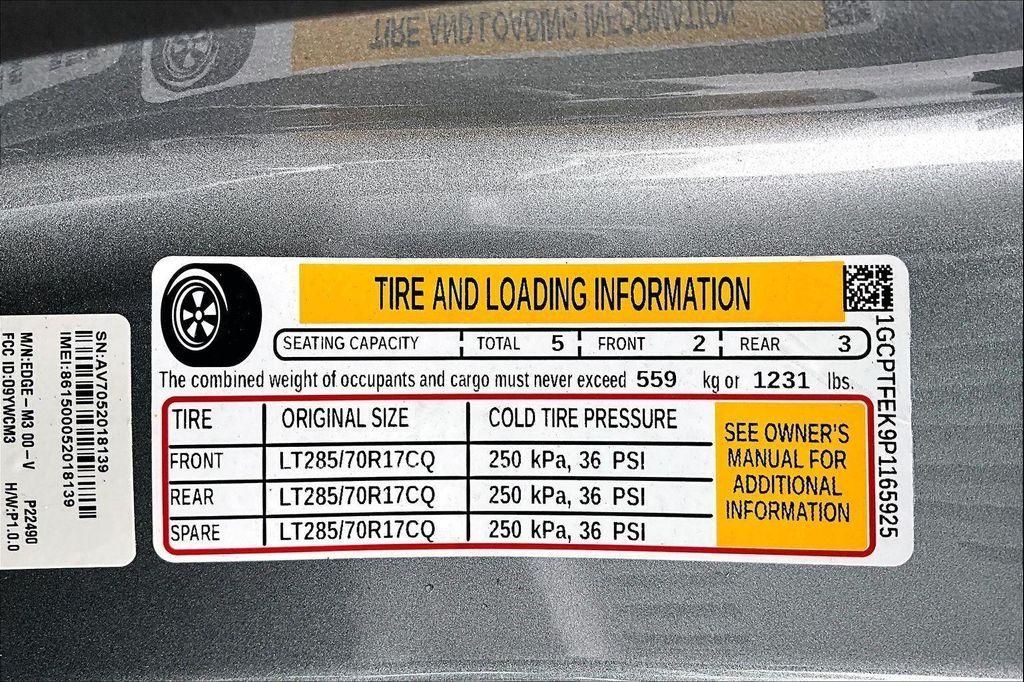 TIRE AND LOADING INFORMATION
TIRE AND LOADING INFORMATION
SEATING CAPACITY TOTAL 5 FRONT 2 REAR 3
The combined weight of occupants and cargo must never exceed 559 kg or 1231 lbs.
TIRE ORIGINAL SIZE COLD TIRE PRESSURE
FRONT LT285/70R17CQ 250 kPa, 36 PSI
REAR LT285/70R17CQ 250 kPa, 36 PSI
SPARE LT285/70R17CQ 250 kPa, 36 PSI
SEE OWNER'S
MANUAL FOR
ADDITIONAL
INFORMATION
1GCPTFEK9P1165925
SN:AV7052018139
IMEI:861500052018139
M/N:EDGE-M3 00-V P22490
FCC ID:O9YWCM3 H/W:P1.0.0